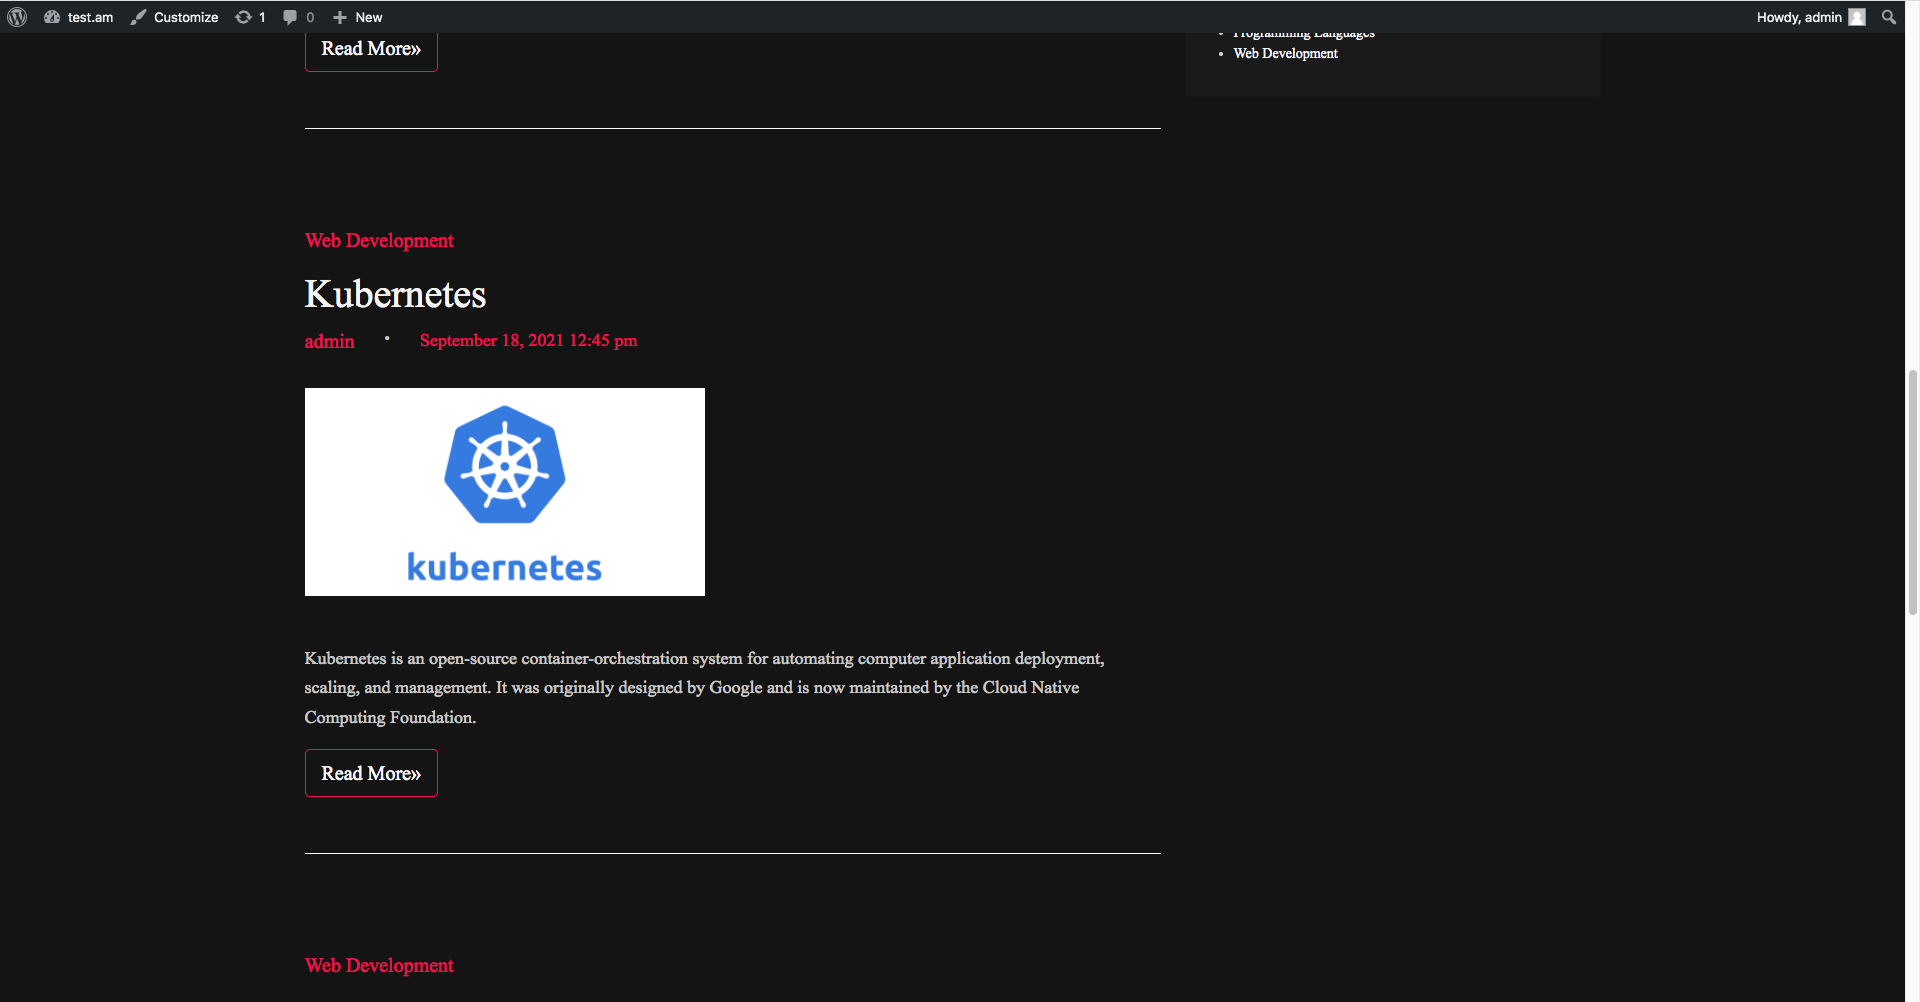 test.am Customize 1 0 New Howdy, admin
Read More»
Programming Languages
Web Development
Web Development
Kubernetes
admin • September 18, 2021 12:45 pm
kubernetes
Kubernetes is an open-source container-orchestration system for automating computer application deployment,
scaling, and management. It was originally designed by Google and is now maintained by the Cloud Native
Computing Foundation.
Read More»
Web Development